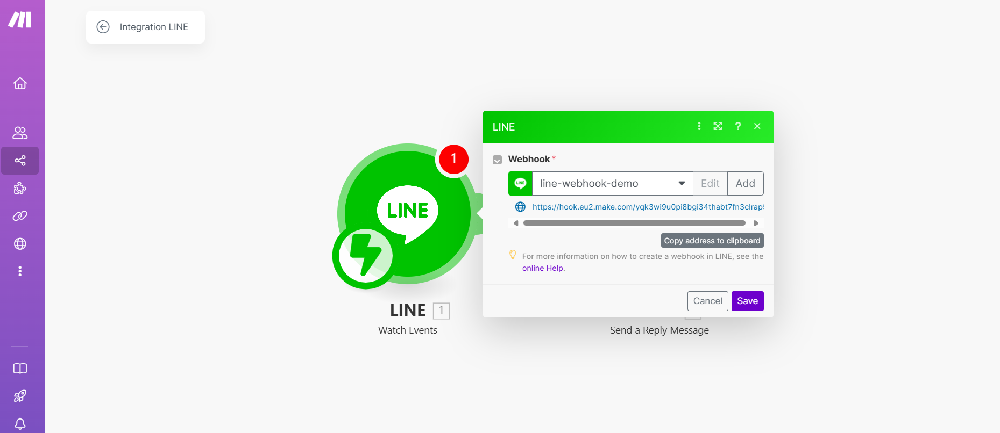 Integration LINE
LINE
?
1
Webhook *
LINE
line-webhook-demo
Edit
Add
https://hook.eu2.make.com/yqk3wi9u0pi8bgi34thabt7fn3clrap5
LINE
Copy address to clipboard
For more information on how to create a webhook in LINE, see the
online Help.
Cancel
Save
LINE 1
Watch Events
Send a Reply Message